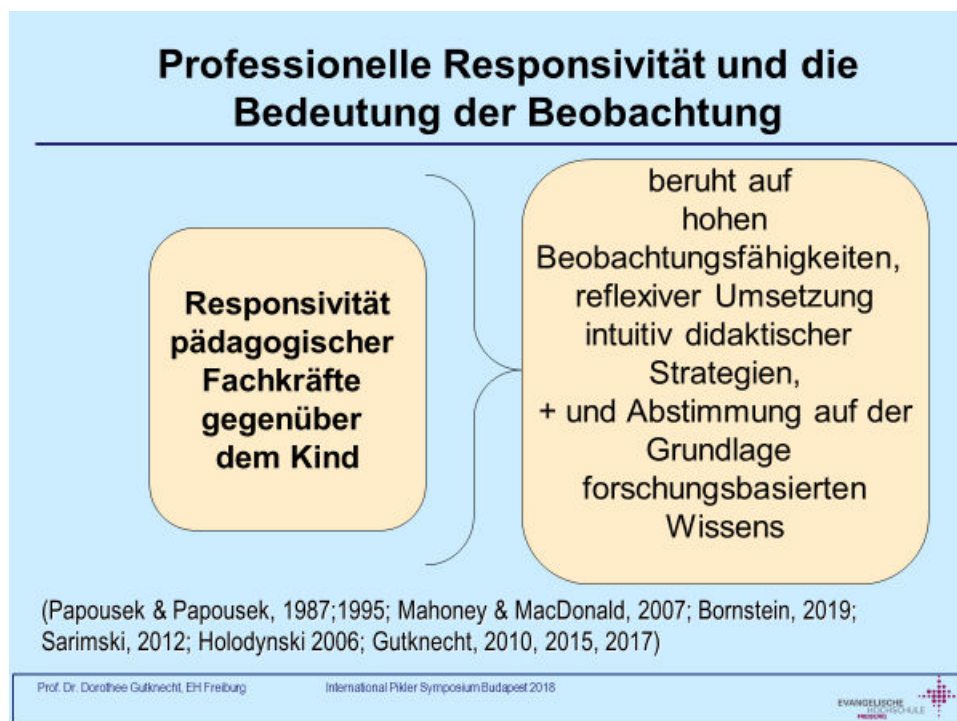 Professionelle Responsivität und die
Bedeutung der Beobachtung
Responsivität
pädagogischer
Fachkräfte
gegenüber
dem Kind
beruht auf
hohen
Beobachtungsfähigkeiten,
reflexiver Umsetzung
intuitiv didaktischer
Strategien,
+ und Abstimmung auf der
Grundlage
forschungsbasierten
Wissens
(Papousek & Papousek, 1987;1995; Mahoney & MacDonald, 2007; Bornstein, 2019;
Sarimski, 2012; Holodynski 2006; Gutknecht, 2010, 2015, 2017)
Prof. Dr. Dorothee Gutknecht, EH Freiburg International Pikler Symposium Budapest 2018
EVANGELISCHE
HOCHSCHULE
FREIBURG